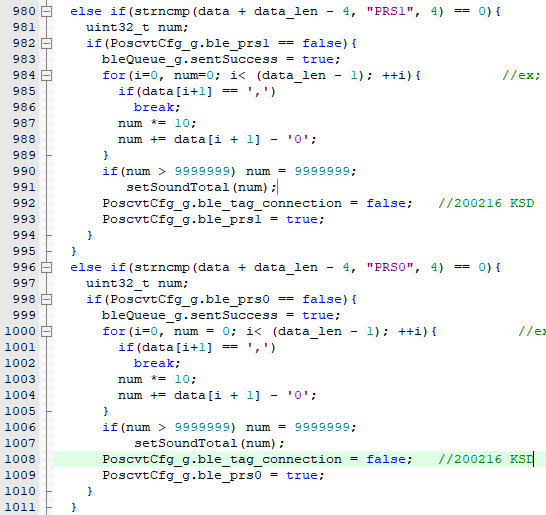 980 else if(strncmp(data + data_len - 4, "PRS1", 4) == 0){
981 uint32_t num;
982 if(PoscvtCfg_g.ble_prs1 == false){
983 bleQueue_g.sentSuccess = true;
984 for(i=0, num=0; i< (data_len - 1); ++i){ //ex;
985 if(data[i+1] == ',')
986 break;
987 num *= 10;
988 num += data[i + 1] - '0';
989 }
990 if(num > 9999999) num = 9999999;
991 setSoundTotal(num);
992 PoscvtCfg_g.ble_tag_connection = false; //200216 KSD
993 PoscvtCfg_g.ble_prs1 = true;
994 }
995 }
996 else if(strncmp(data + data_len - 4, "PRS0", 4) == 0){
997 uint32_t num;
998 if(PoscvtCfg_g.ble_prs0 == false){
999 bleQueue_g.sentSuccess = true;
1000 for(i=0, num = 0; i< (data_len - 1); ++i){ //ex
1001 if(data[i+1] == ',')
1002 break;
1003 num *= 10;
1004 num += data[i + 1] - '0';
1005 }
1006 if(num > 9999999) num = 9999999;
1007 setSoundTotal(num);
1008 PoscvtCfg_g.ble_tag_connection = false; //200216 KSD
1009 PoscvtCfg_g.ble_prs0 = true;
1010 }
1011 }